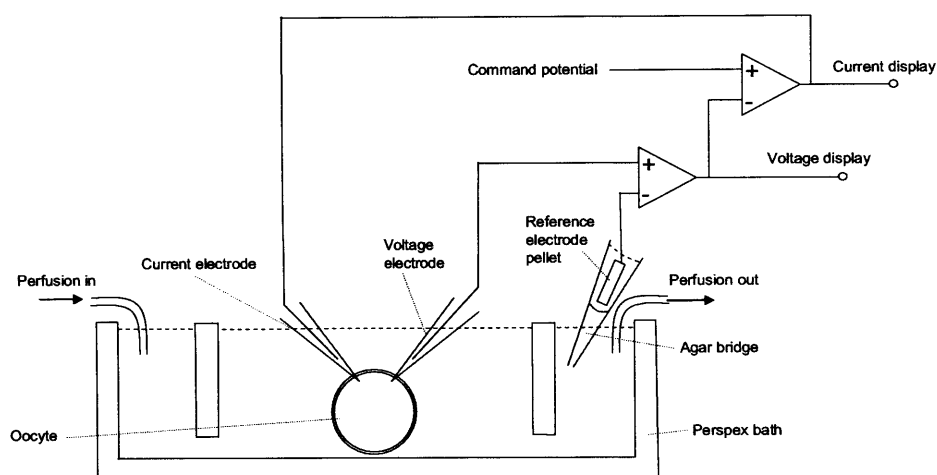 Command potential
+
-
Current display
+
-
Voltage display
Reference
electrode
pellet
Voltage
electrode
Current electrode
Perfusion in
Perfusion out
Agar bridge
Oocyte
Perspex bath